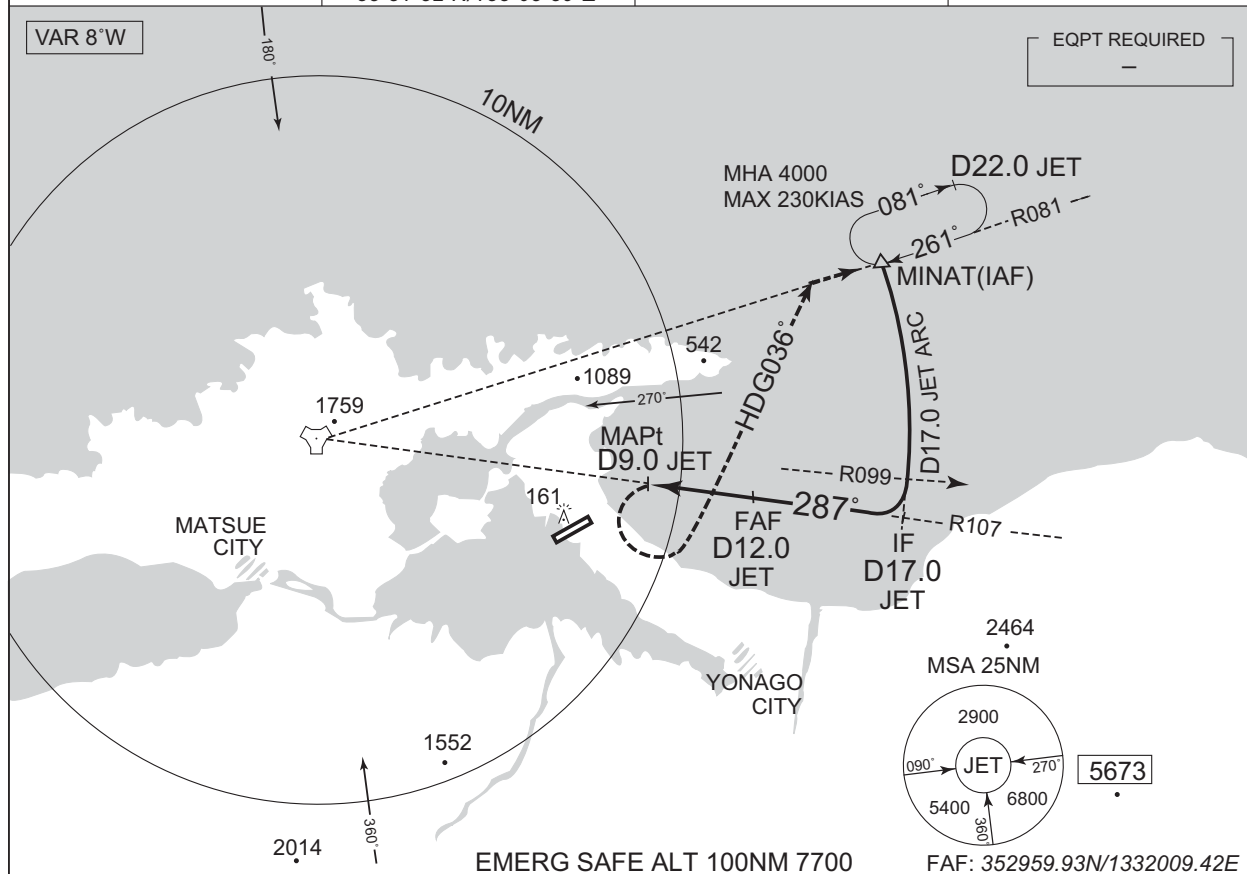 VAR 8°W
180°
10NM
EQPT REQUIRED
–
MHA 4000
MAX 230KIAS
D22.0 JET
081°
261°
R081
MINAT(IAF)
HDG036°
D17.0 JET ARC
542
1089
270°
1759
MAPt
D9.0 JET
R099
161
287°
FAF
D12.0
JET
R107
IF
D17.0
JET
MATSUE
CITY
YONAGO
CITY
2464
MSA 25NM
2900
JET
090°
270°
5400
6800
360°
5673
1552
360°
2014
EMERG SAFE ALT 100NM 7700
FAF: 352959.93N/1332009.42E